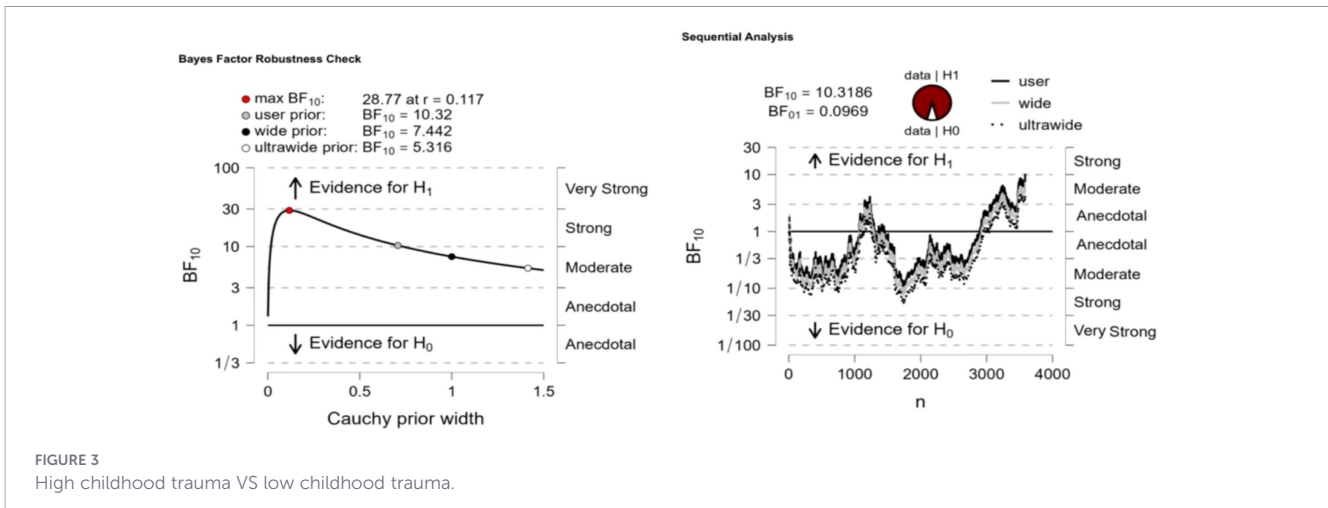 Bayes Factor Robustness Check
max BF₁₀: 28.77 at r = 0.117
user prior: BF₁₀ = 10.32
wide prior: BF₁₀ = 7.442
ultrawide prior: BF₁₀ = 5.316
100
30
10
3
1
1/3
BF₁₀
Evidence for H₁
Evidence for H₀
Very Strong
Strong
Moderate
Anecdotal
Anecdotal
0 0.5 1 1.5
Cauchy prior width
Sequential Analysis
BF₁₀ = 10.3186
BF₀₁ = 0.0969
data | H1
data | H0
user
wide
ultrawide
30
10
3
1
1/3
1/10
1/30
1/100
BF₁₀
Evidence for H₁
Evidence for H₀
Strong
Moderate
Anecdotal
Anecdotal
Moderate
Strong
Very Strong
0 1000 2000 3000 4000
n
FIGURE 3
High childhood trauma VS low childhood trauma.